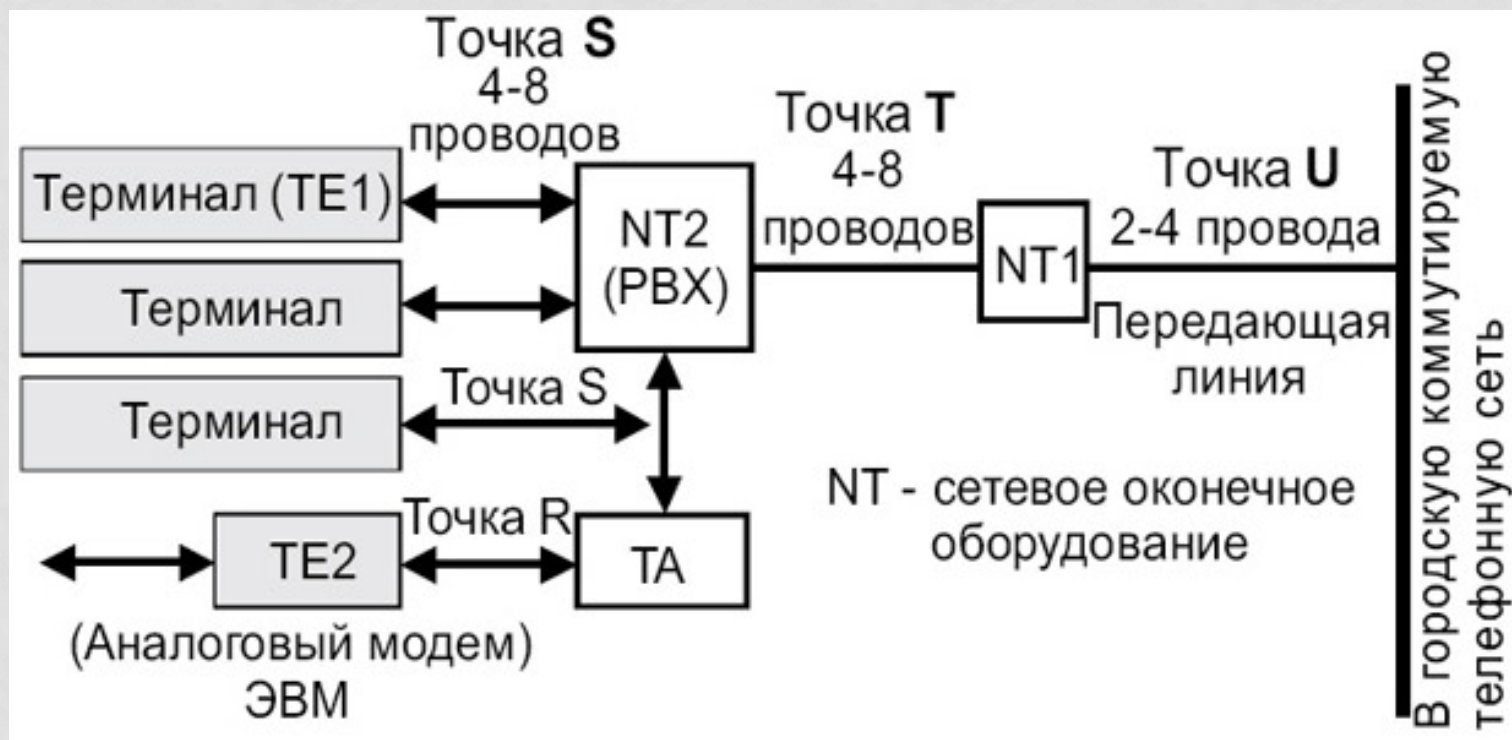 Точка S
4-8
проводов
Точка T
4-8
проводов
Точка U
2-4 провода
Терминал (TE1)
NT2
(PBX)
NT1
Терминал
Передающая
линия
Терминал
Точка S
NT - сетевое оконечное
оборудование
Точка R
TE2
TA
(Аналоговый модем)
ЭВМ
В городскую коммутируемую
телефонную сеть